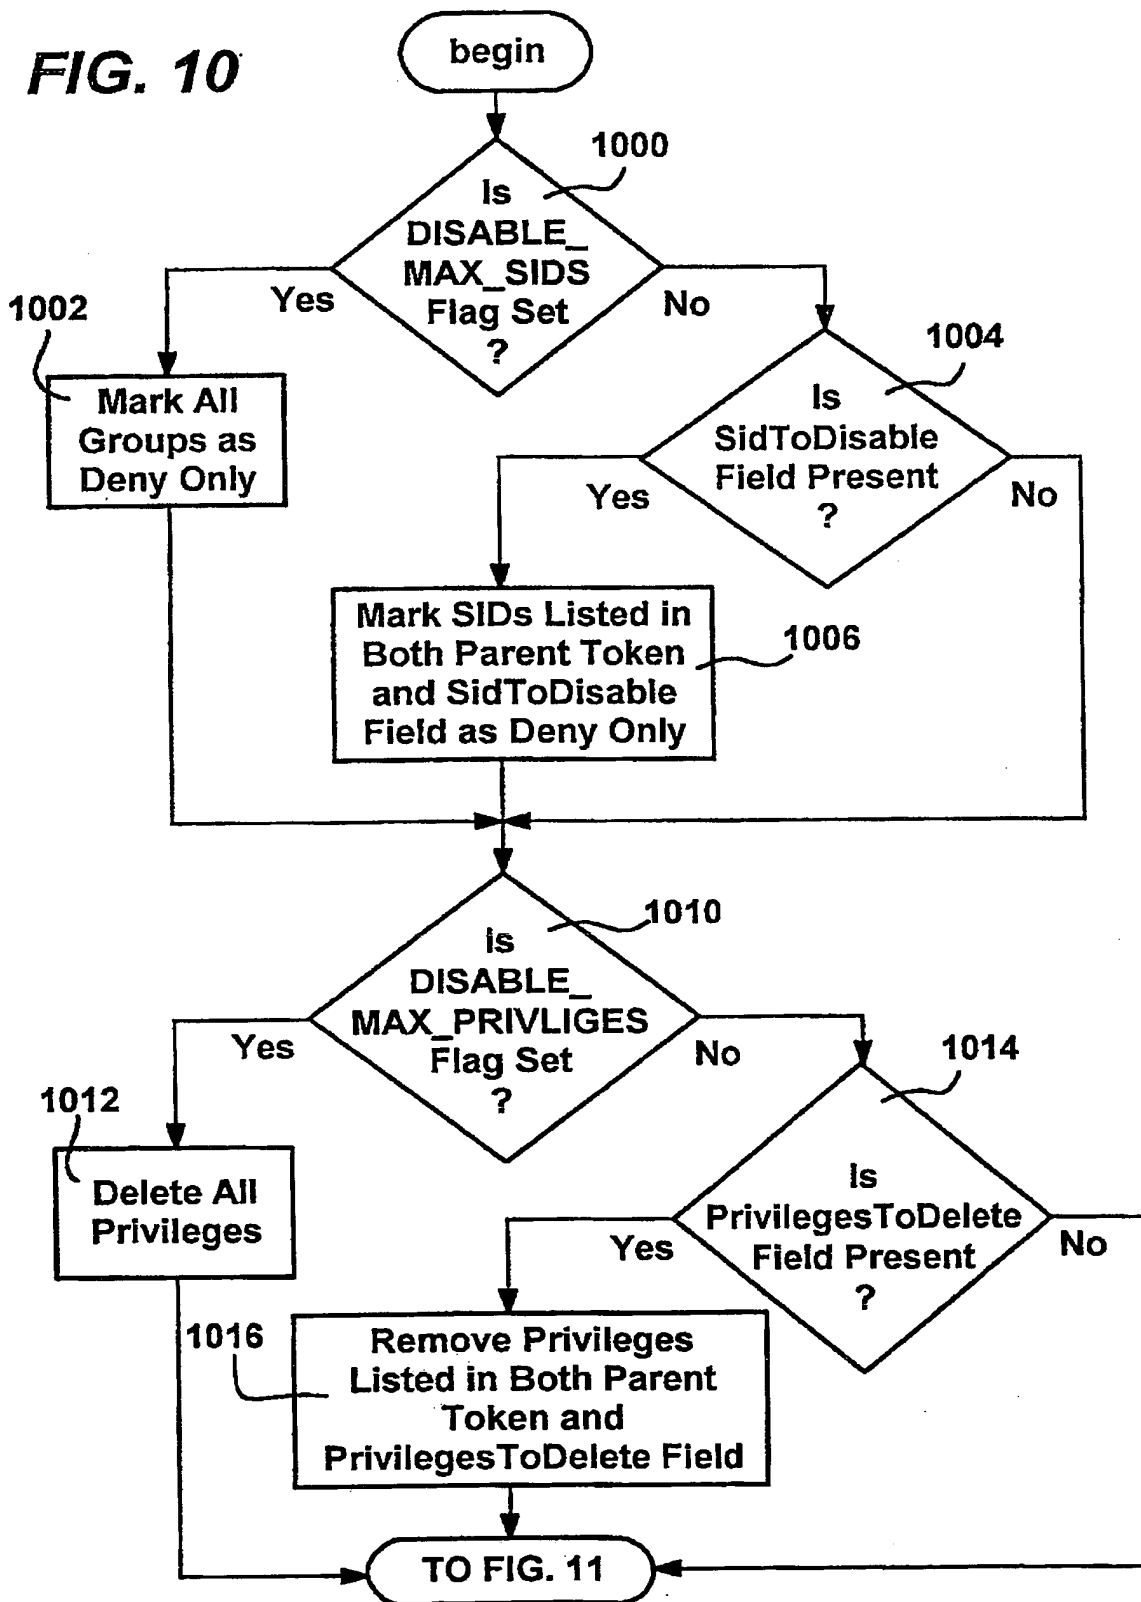 FIG. 10
begin
1000
Is
DISABLE_
MAX_SIDS
Flag Set
?
Yes
No
1002
Mark All
Groups as
Deny Only
1004
Is
SidToDisable
Field Present
?
Yes
No
Mark SIDs Listed in
Both Parent Token
and SidToDisable
Field as Deny Only
1006
1010
is
DISABLE_
MAX_PRIVLIGES
Flag Set
?
Yes
No
1012
Delete All
Privileges
1014
Is
PrivilegesToDelete
Field Present
?
Yes
No
1016
Remove Privileges
Listed in Both Parent
Token and
PrivilegesToDelete Field
TO FIG. 11